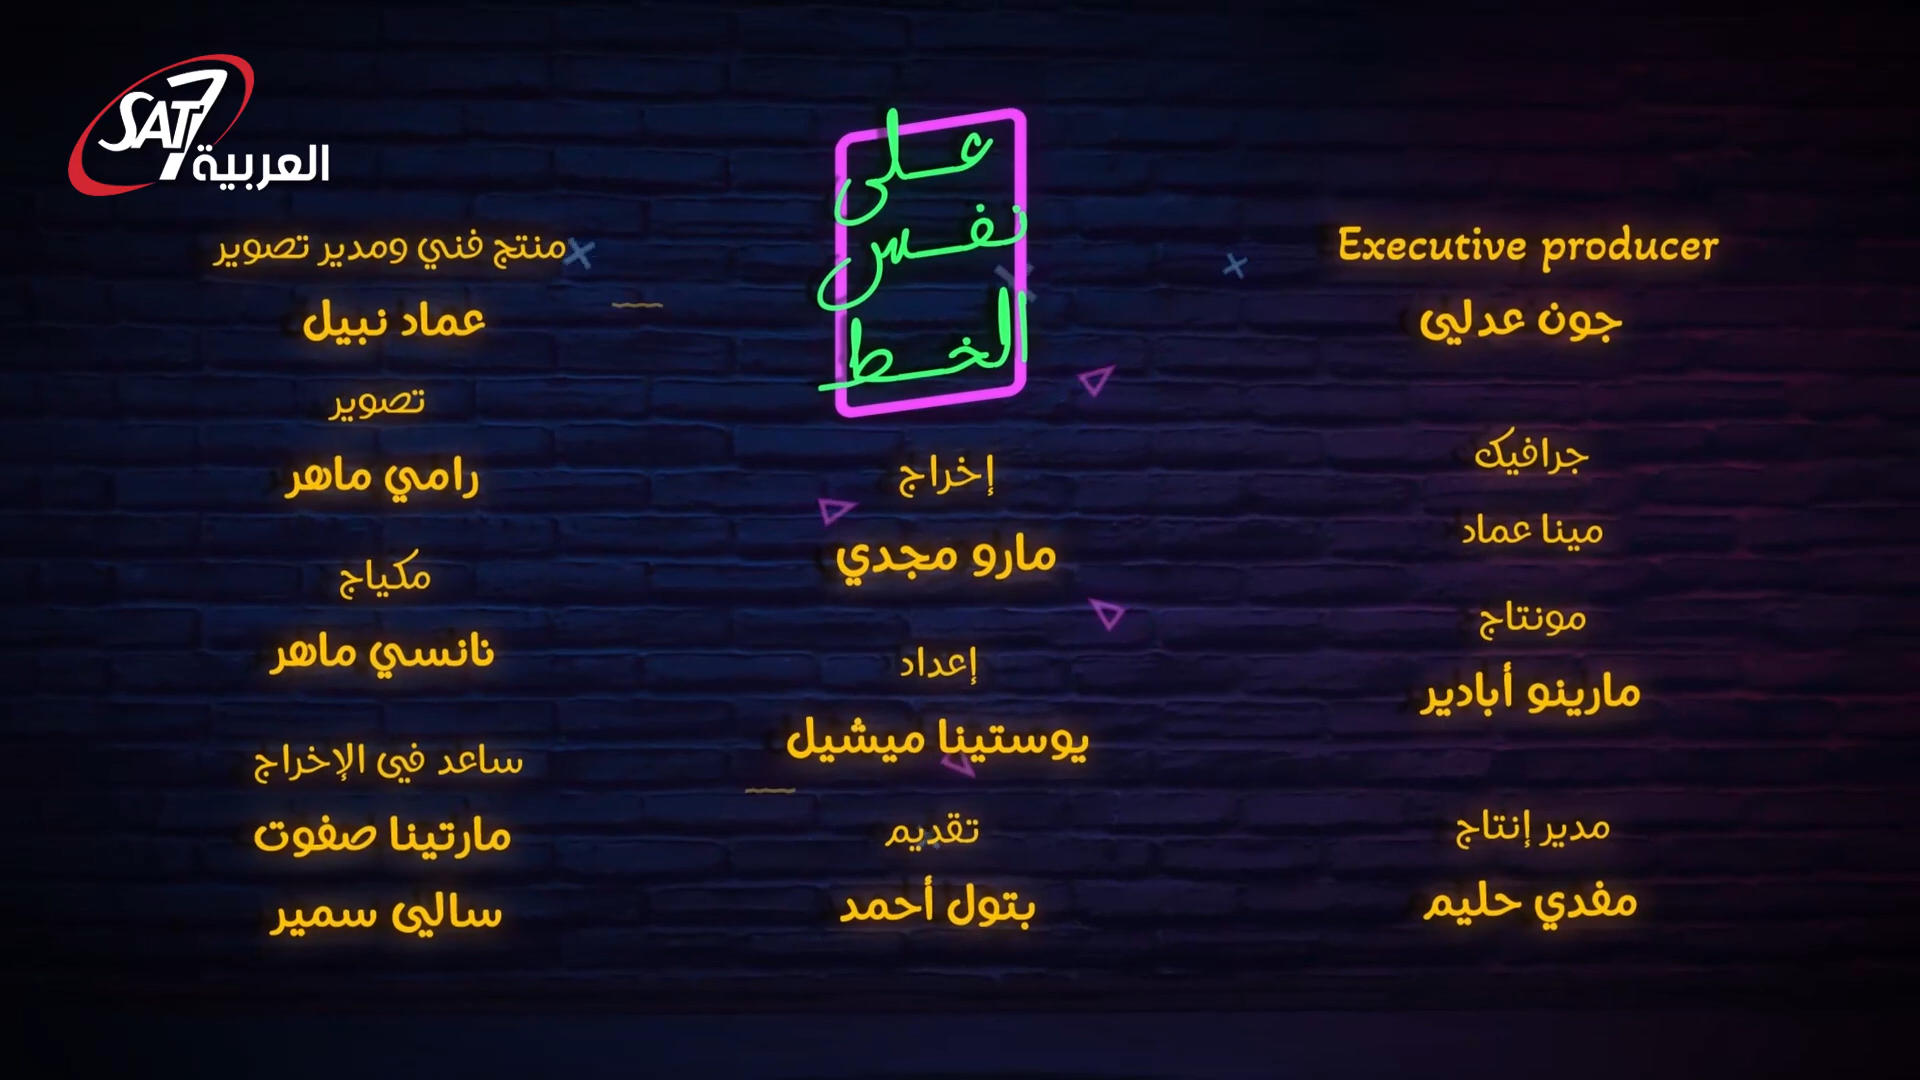 SAT7
العربية
على
نفس
الخط
Executive producer
جون عدلي
جرافيك
مينا عماد
مونتاج
مارينو أبادير
مدير إنتاج
مفدي حليم
إخراج
مارو مجدي
إعداد
يوستينا ميشيل
تقديم
بتول أحمد
منتج فني ومدير تصوير
عماد نبيل
تصوير
رامي ماهر
مكياج
نانسي ماهر
ساعد في الإخراج
مارتينا صفوت
سالي سمير